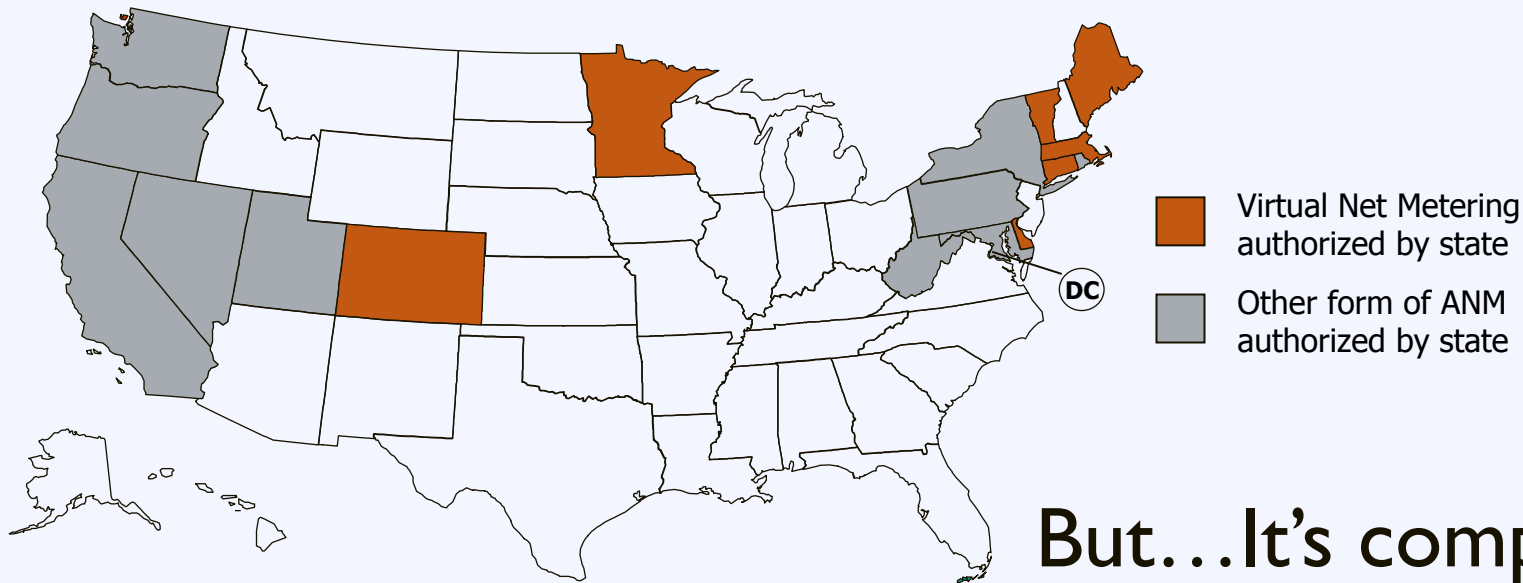 Virtual Net Metering
authorized by state
DC
Other form of ANM
authorized by state
But…It's comp